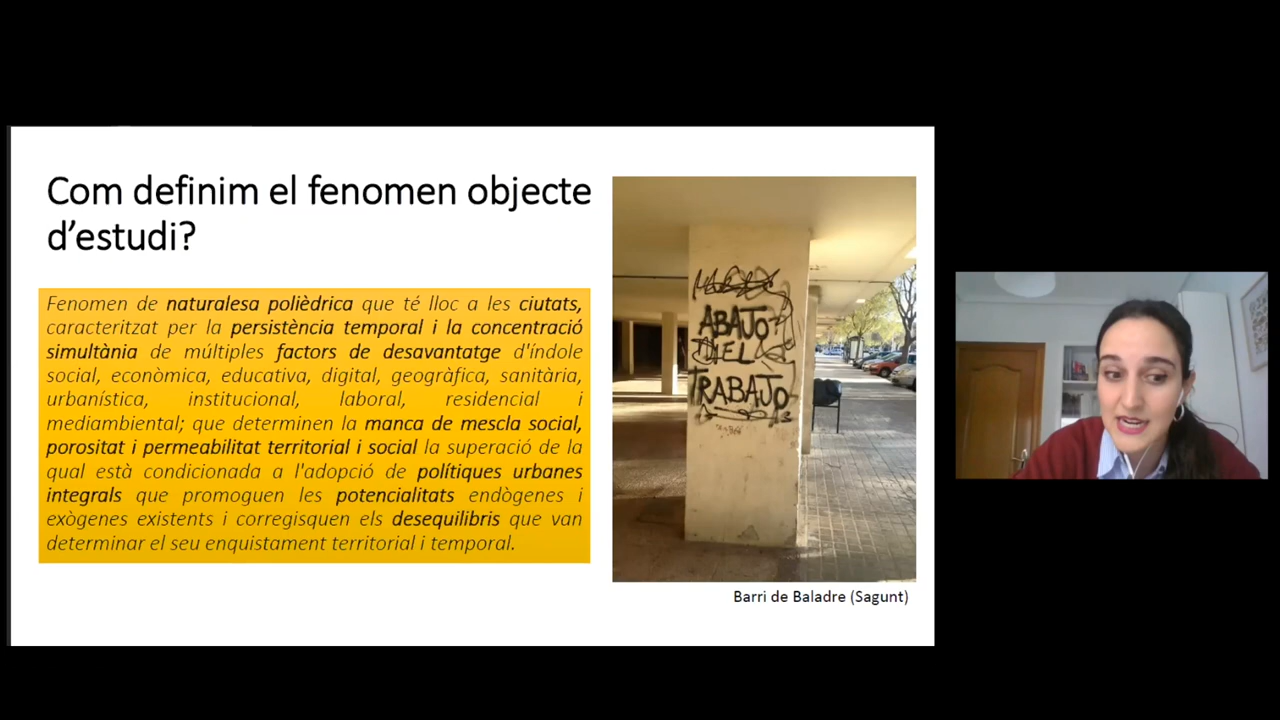 Com definim el fenomen objecte
d'estudi?
Fenomen de naturalesa polièdrica que té lloc a les ciutats,
caracteritzat per la persistència temporal i la concentració
simultània de múltiples factors de desavantatge d'índole
social, econòmica, educativa, digital, geogràfica, sanitària,
urbanística, institucional, laboral, residencial i
mediambiental; que determinen la manca de mescla social,
porositat i permeabilitat territorial i social la superació de la
qual està condicionada a l'adopció de polítiques urbanes
integrals que promoguen les potencialitats endògenes i
exògenes existents i corregisquen els desequilibris que van
determinar el seu enquistament territorial i temporal.
ABAJO
EL
TRABAJO
Barri de Baladre (Sagunt)